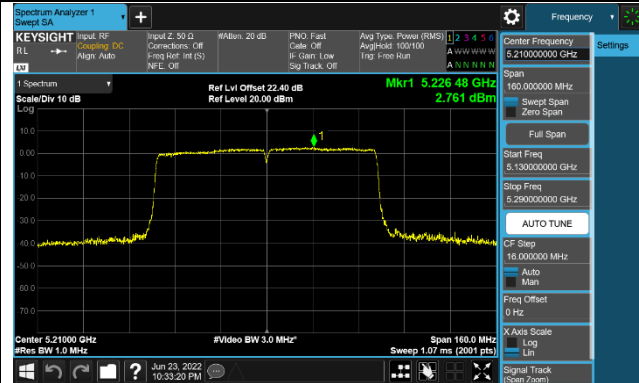 Spectrum Analyzer 1
Swept SA
Frequency
KEYSIGHT
RL
Input: RF
Coupling: DC
Align: Auto
Input Z: 50 Ω
Corrections: Off
Freq Ref: Int (S)
NFE: Off
#Atten: 20 dB
PNO: Fast
Gate: Off
IF Gain: Low
Sig Track: Off
Avg Type: Power (RMS)
Avg|Hold: 100/100
Trig: Free Run
1 2 3 4 5 6
A W W W W W
A N N N N N
LXI
1 Spectrum
Scale/Div 10 dB
Ref Lvl Offset 22.40 dB
Ref Level 20.00 dBm
Mkr1 5.226 48 GHz
2.761 dBm
Log
10.0
0.00
-10.0
-20.0
-30.0
-40.0
-50.0
-60.0
-70.0
1
Center 5.21000 GHz
#Res BW 1.0 MHz
#Video BW 3.0 MHz*
Span 160.0 MHz
Sweep 1.07 ms (2001 pts)
Jun 23, 2022
10:33:20 PM
Center Frequency
5.210000000 GHz
Settings
Span
160.000000 MHz
Swept Span
Zero Span
Full Span
Start Freq
5.130000000 GHz
Stop Freq
5.290000000 GHz
AUTO TUNE
CF Step
16.000000 MHz
Auto
Man
Freq Offset
0 Hz
X Axis Scale
Log
Lin
Signal Track
(Span Zoom)